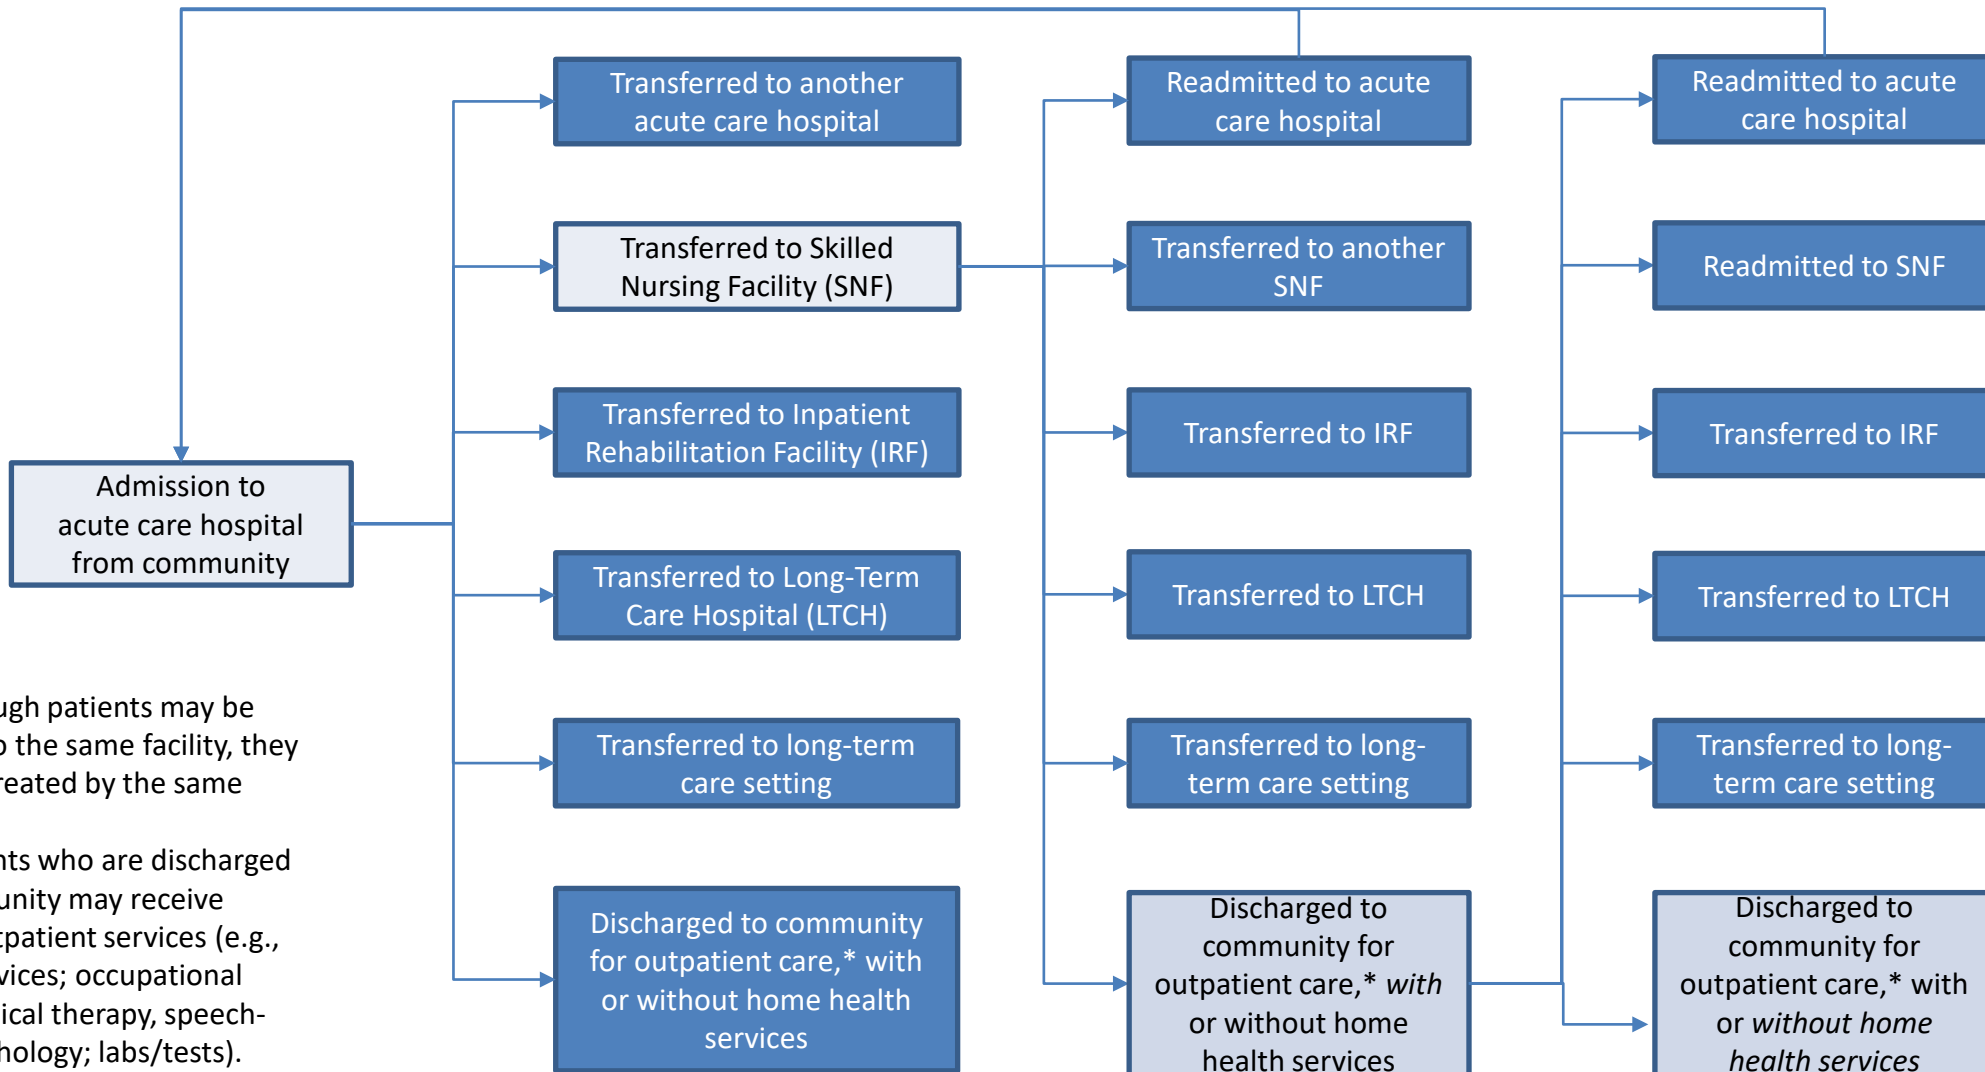 Transferred to another
acute care hospital
Readmitted to acute
care hospital
Readmitted to acute
care hospital
Transferred to Skilled
Nursing Facility (SNF)
Transferred to another
SNF
Readmitted to SNF
Transferred to Inpatient
Rehabilitation Facility (IRF)
Transferred to IRF
Transferred to IRF
Admission to
acute care hospital
from community
Transferred to Long-Term
Care Hospital (LTCH)
Transferred to LTCH
Transferred to LTCH
ugh patients may be
o the same facility, they
reated by the same
Transferred to long-term
care setting
Transferred to long-
term care setting
Transferred to long-
term care setting
nts who are discharged
unity may receive
tpatient services (e.g.,
vices; occupational
ical therapy, speech-
hology; labs/tests).
Discharged to community
for outpatient care,* with
or without home health
services
Discharged to
community for
outpatient care,* with
or without home
health services
Discharged to
community for
outpatient care,* with
or without home
health services